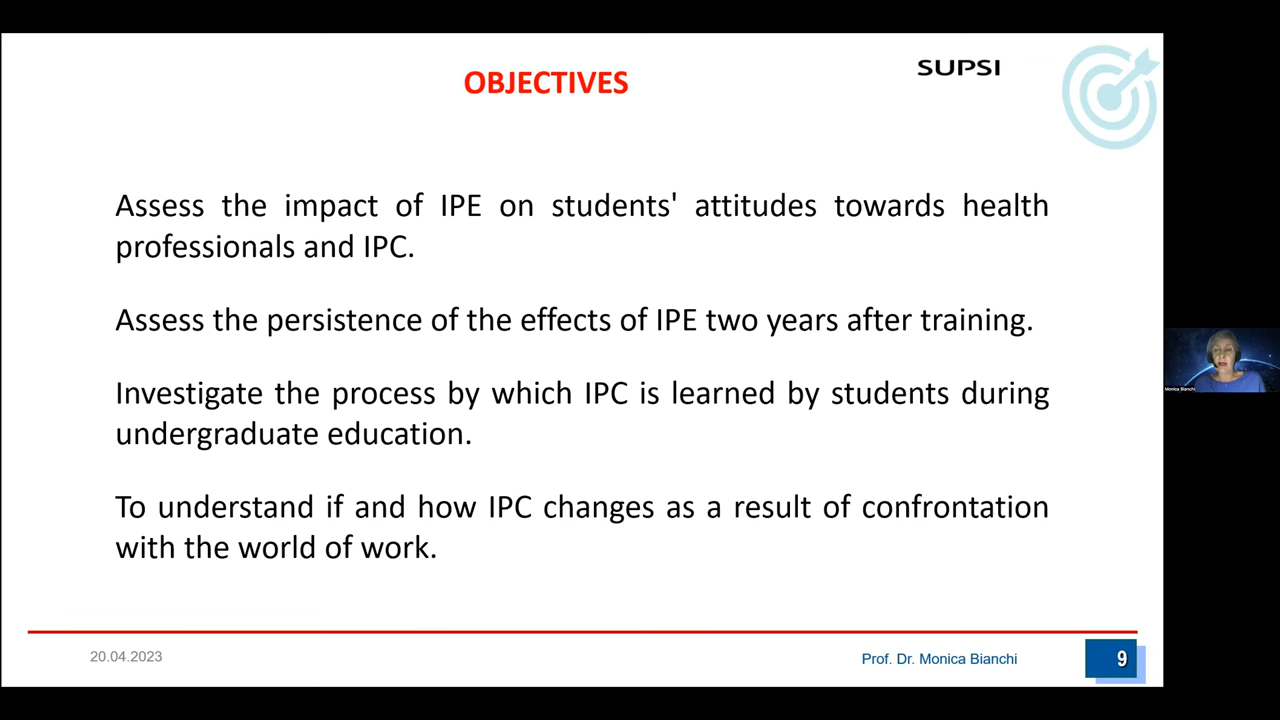 OBJECTIVES
SUPSI
Assess the impact of IPE on students' attitudes towards health
professionals and IPC.
Assess the persistence of the effects of IPE two years after training.
Investigate the process by which IPC is learned by students during
undergraduate education.
To understand if and how IPC changes as a result of confrontation
with the world of work.
Monica Bianchi
20.04.2023
Prof. Dr. Monica Bianchi
9